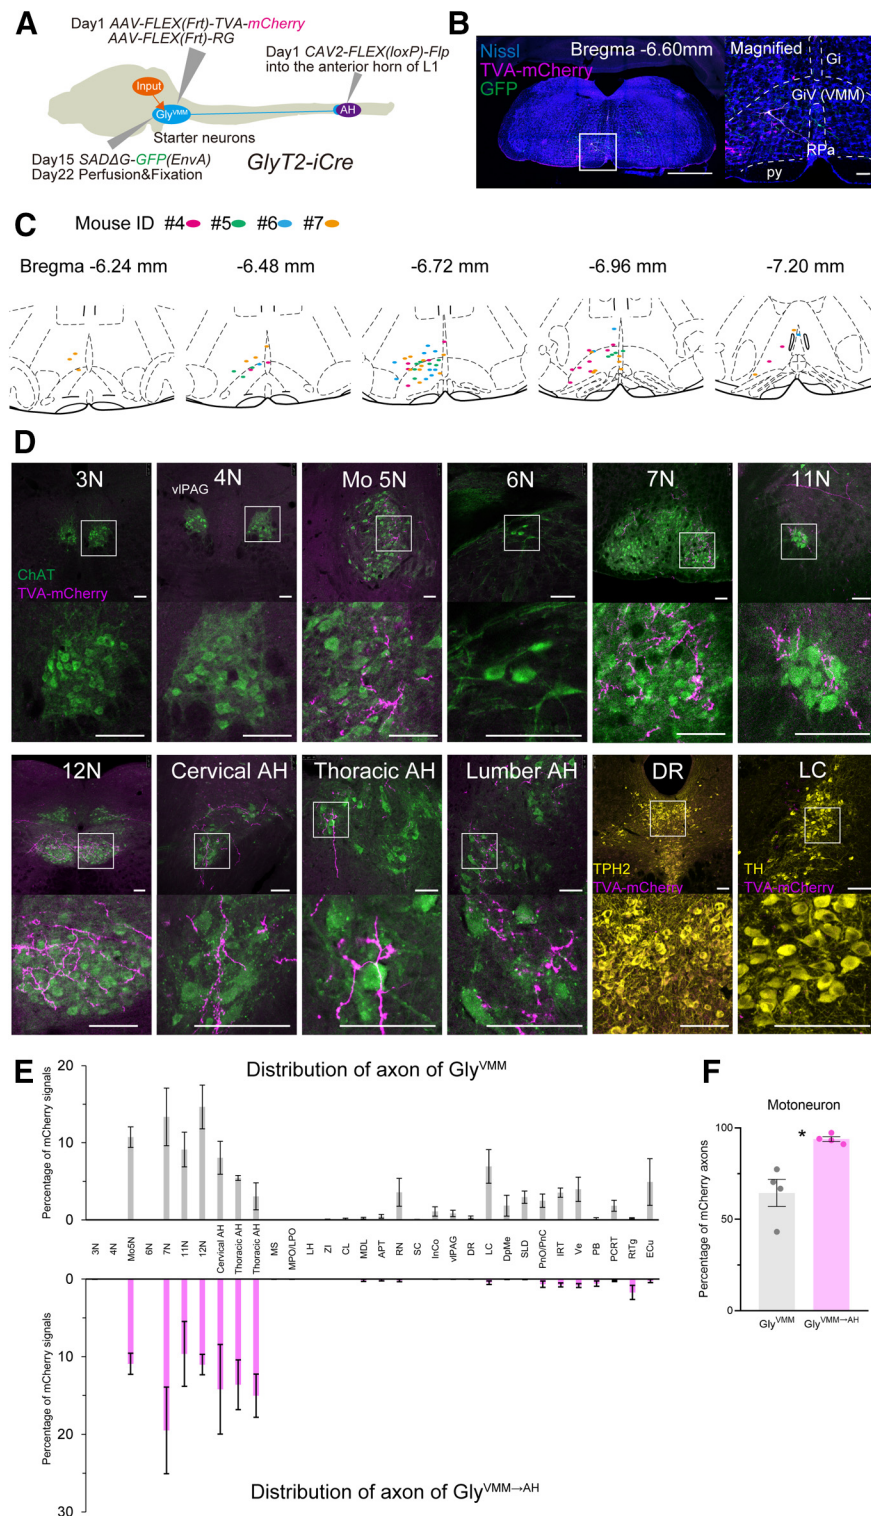 A
Day1 AAV-FLEX(Frt)-TVA-mCherry
AAV-FLEX(Frt)-RG
Day1 CAV2-FLEX(loxP)-Flp
into the anterior horn of L1
Input
Gly^VMM
AH
Starter neurons
Day15 SADΔG-GFP(EnvA)
Day22 Perfusion&Fixation
GlyT2-iCre
B
Nissl
TVA-mCherry
GFP
Bregma -6.60mm
Magnified
Gi
GiV (VMM)
RPa
py
C
Mouse ID #4 #5 #6 #7
Bregma -6.24 mm
-6.48 mm
-6.72 mm
-6.96 mm
-7.20 mm
D
3N
ChAT
TVA-mCherry
vlPAG
4N
Mo 5N
6N
7N
11N
12N
Cervical AH
Thoracic AH
Lumber AH
DR
TPH2
TVA-mCherry
LC
TH
TVA-mCherry
E
Distribution of axon of Gly^VMM
Percentage of mCherry signals
20
10
0
3N
4N
Mo5N
6N
7N
11N
12N
Cervical AH
Thoracic AH
Thoracic AH
MS
MPO/LPO
LH
ZI
CL
MDL
APT
RN
SC
InCo
vlPAG
DR
LC
DpMe
SLD
PnO/PnC
IRT
Ve
PB
PCRT
RtTg
ECu
0
10
20
30
Percentage of mCherry signals
Distribution of axon of Gly^VMM→AH
F
Motoneuron
Percentage of mCherry axons
100
50
0
*
Gly^VMM
Gly^VMM→AH